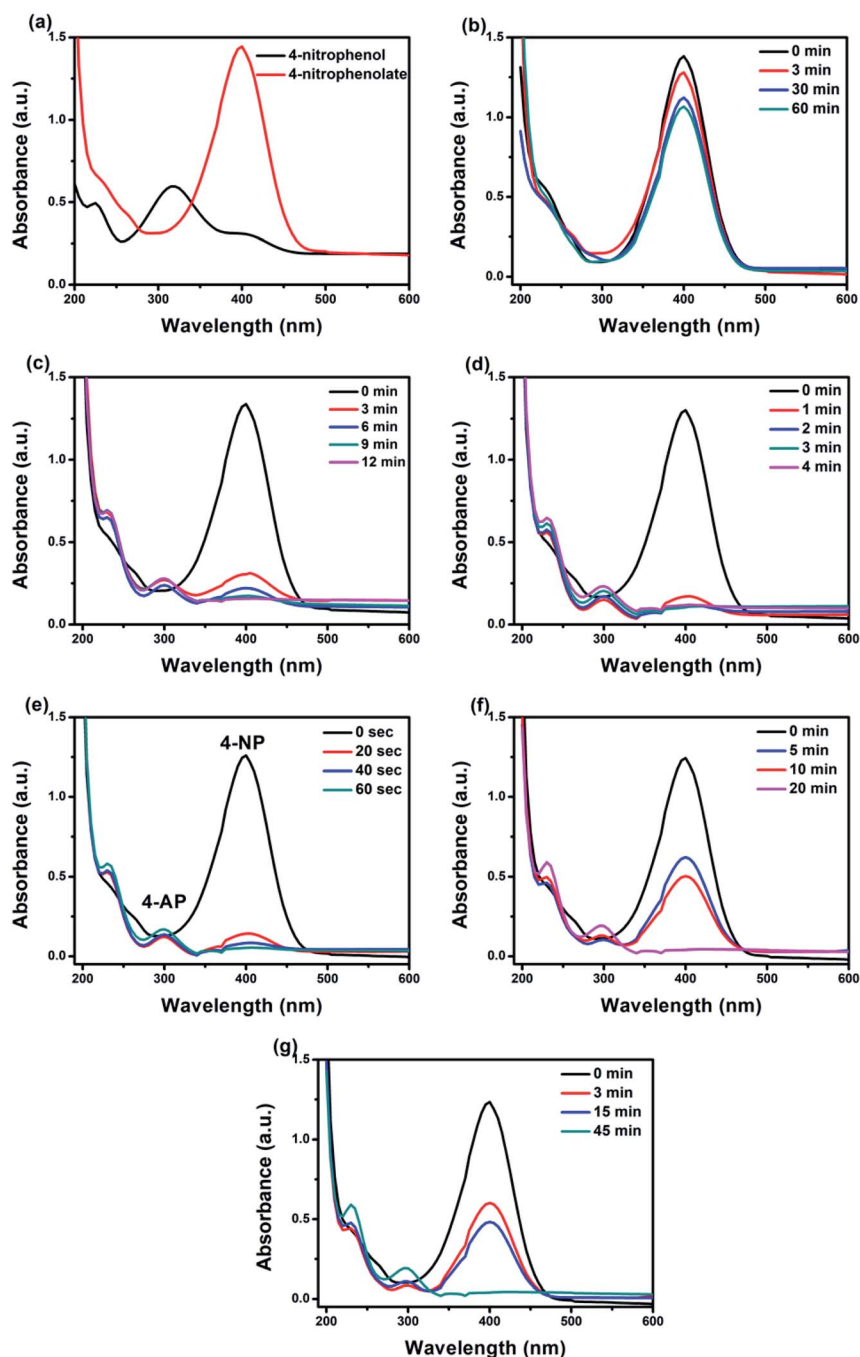 (a)
1.5
1.0
0.5
0.0
Absorbance (a.u.)
4-nitrophenol
4-nitrophenolate
200 300 400 500 600
Wavelength (nm)
(b)
1.5
1.0
0.5
0.0
Absorbance (a.u.)
0 min
3 min
30 min
60 min
200 300 400 500 600
Wavelength (nm)
(c)
1.5
1.0
0.5
0.0
Absorbance (a.u.)
0 min
3 min
6 min
9 min
12 min
200 300 400 500 600
Wavelength (nm)
(d)
1.5
1.0
0.5
0.0
Absorbance (a.u.)
0 min
1 min
2 min
3 min
4 min
200 300 400 500 600
Wavelength (nm)
(e)
1.5
1.0
0.5
0.0
Absorbance (a.u.)
4-NP
4-AP
0 sec
20 sec
40 sec
60 sec
200 300 400 500 600
Wavelength (nm)
(f)
1.5
1.0
0.5
0.0
Absorbance (a.u.)
0 min
5 min
10 min
20 min
200 300 400 500 600
Wavelength (nm)
(g)
1.5
1.0
0.5
0.0
Absorbance (a.u.)
0 min
3 min
15 min
45 min
200 300 400 500 600
Wavelength (nm)